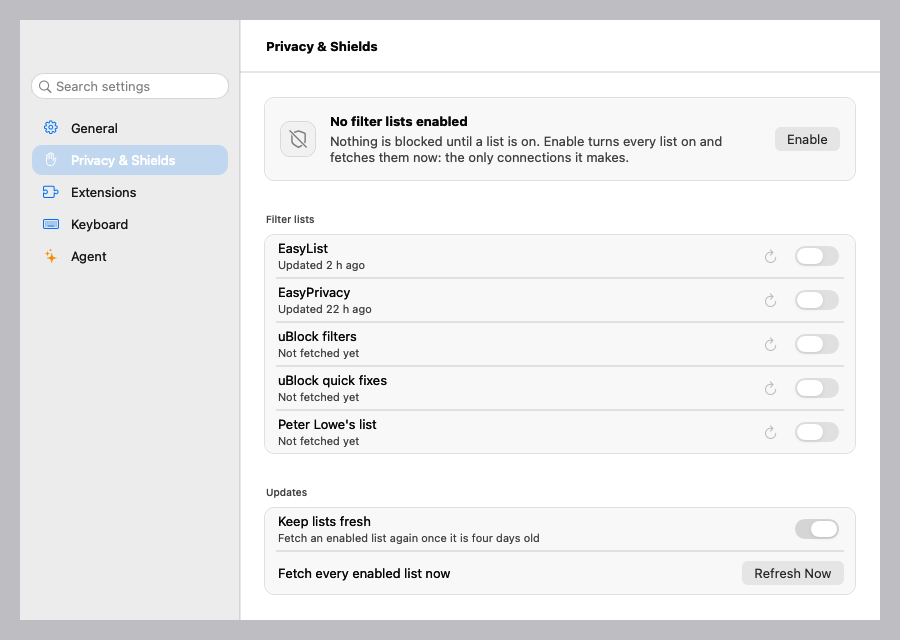 Privacy & Shields
Search settings
General
Privacy & Shields
Extensions
Keyboard
Agent
No filter lists enabled
Nothing is blocked until a list is on. Enable turns every list on and
fetches them now: the only connections it makes.
Enable
Filter lists
EasyList
Updated 2 h ago
EasyPrivacy
Updated 22 h ago
uBlock filters
Not fetched yet
uBlock quick fixes
Not fetched yet
Peter Lowe's list
Not fetched yet
Updates
Keep lists fresh
Fetch an enabled list again once it is four days old
Fetch every enabled list now
Refresh Now